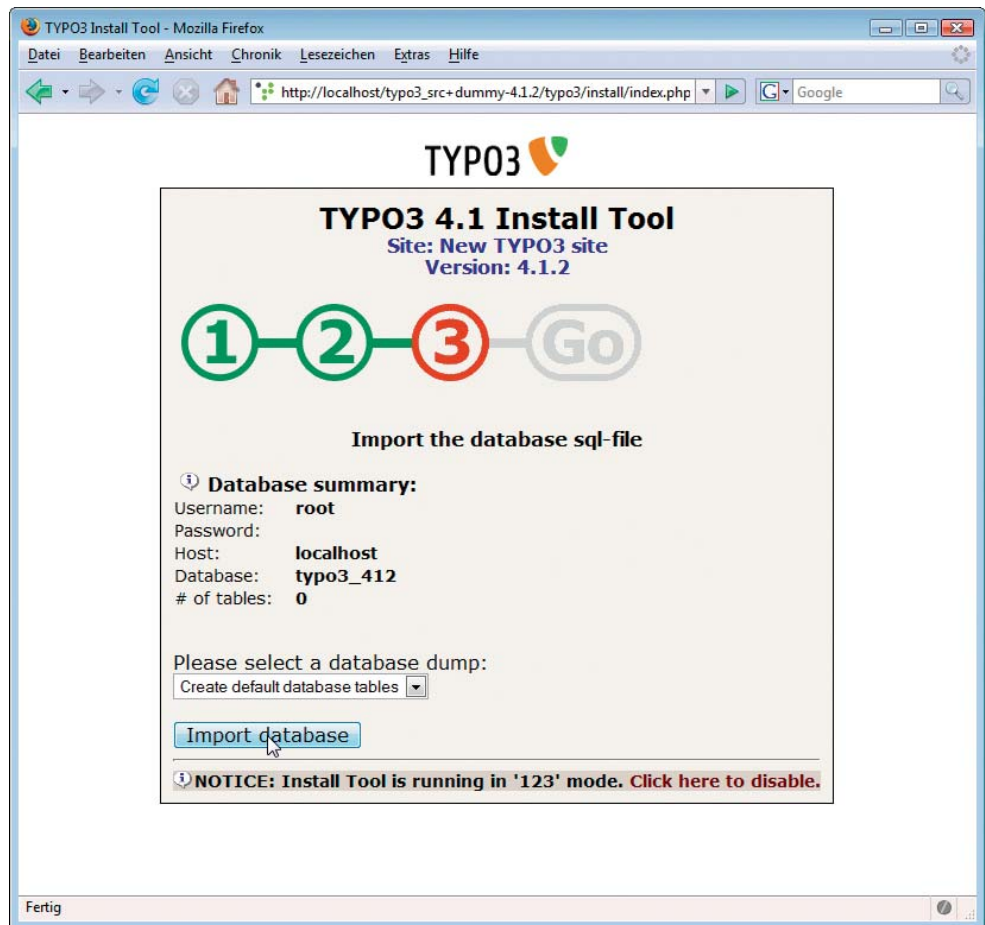 TYPO3 Install Tool - Mozilla Firefox
Datei Bearbeiten Ansicht Chronik Lesezeichen Extras Hilfe
http://localhost/typo3_src+dummy-4.1.2/typo3/install/index.php
G Google
TYPO3
TYPO3 4.1 Install Tool
Site: New TYPO3 site
Version: 4.1.2
1 2 3 Go
Import the database sql-file
Database summary:
Username: root
Password:
Host: localhost
Database: typo3_412
# of tables: 0
Please select a database dump:
Create default database tables
Import database
NOTICE: Install Tool is running in '123' mode. Click here to disable.
Fertig